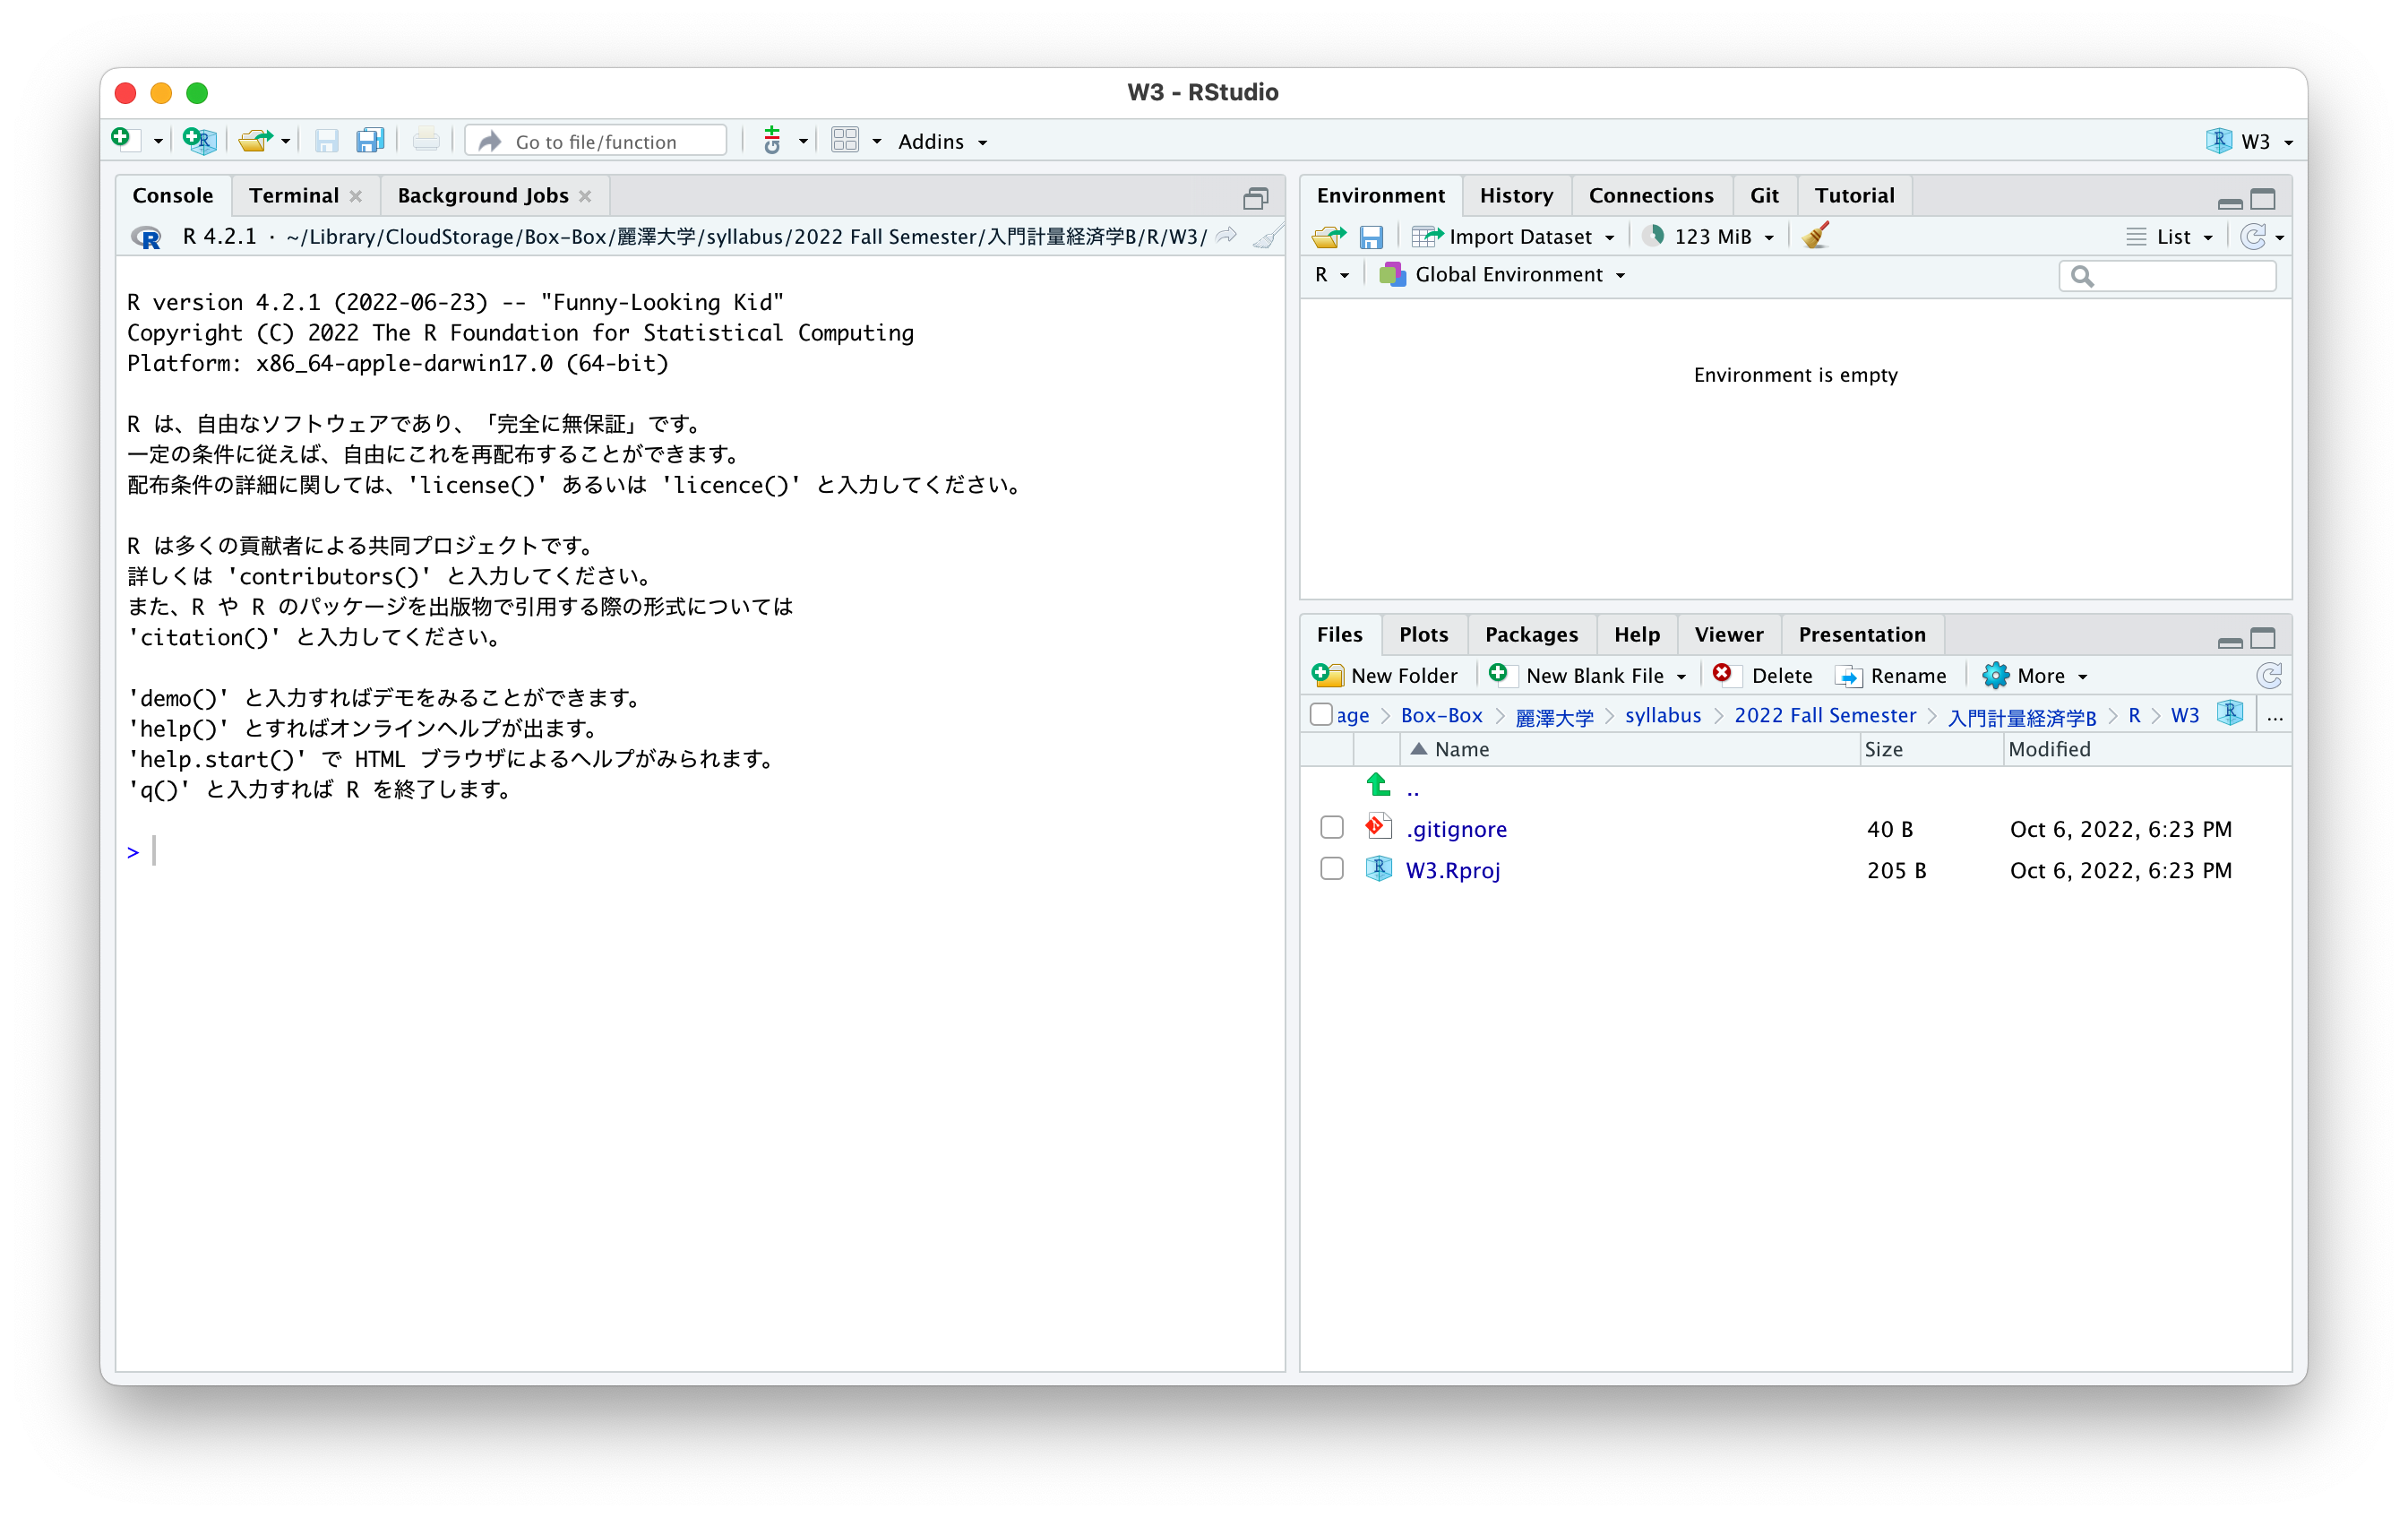 W3 - RStudio
Go to file/function
Git
Addins
W3
Console Terminal Background Jobs
R 4.2.1 · ~/Library/CloudStorage/Box-Box/麗澤大学/syllabus/2022 Fall Semester/入門計量経済学B/R/W3/
R version 4.2.1 (2022-06-23) -- "Funny-Looking Kid"
Copyright (C) 2022 The R Foundation for Statistical Computing
Platform: x86_64-apple-darwin17.0 (64-bit)
R は、自由なソフトウェアであり、「完全に無保証」です。
一定の条件に従えば、自由にこれを再配布することができます。
配布条件の詳細に関しては、'license()' あるいは 'licence()' と入力してください。
R は多くの貢献者による共同プロジェクトです。
詳しくは 'contributors()' と入力してください。
また、R や R のパッケージを出版物で引用する際の形式については
'citation()' と入力してください。
'demo()' と入力すればデモをみることができます。
'help()' とすればオンラインヘルプが出ます。
'help.start()' で HTML ブラウザによるヘルプがみられます。
'q()' と入力すれば R を終了します。
>
Environment History Connections Git Tutorial
Import Dataset 123 MiB List
R Global Environment
Environment is empty
Files Plots Packages Help Viewer Presentation
New Folder New Blank File Delete Rename More
age > Box-Box > 麗澤大学 > syllabus > 2022 Fall Semester > 入門計量経済学B > R > W3 ...
Name Size Modified
..
.gitignore 40 B Oct 6, 2022, 6:23 PM
W3.Rproj 205 B Oct 6, 2022, 6:23 PM